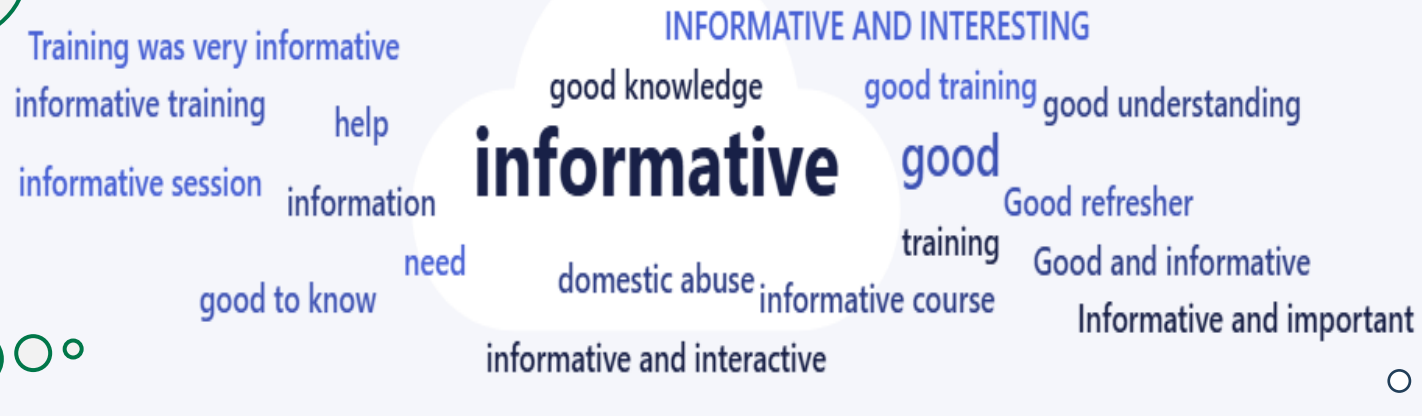 INFORMATIVE AND INTERESTING
Training was very informative
good knowledge
good training
informative training
good understanding
help
informative
good
informative session
information
Good refresher
training
need
Good and informative
domestic abuse
good to know
informative course
Informative and important
informative and interactive